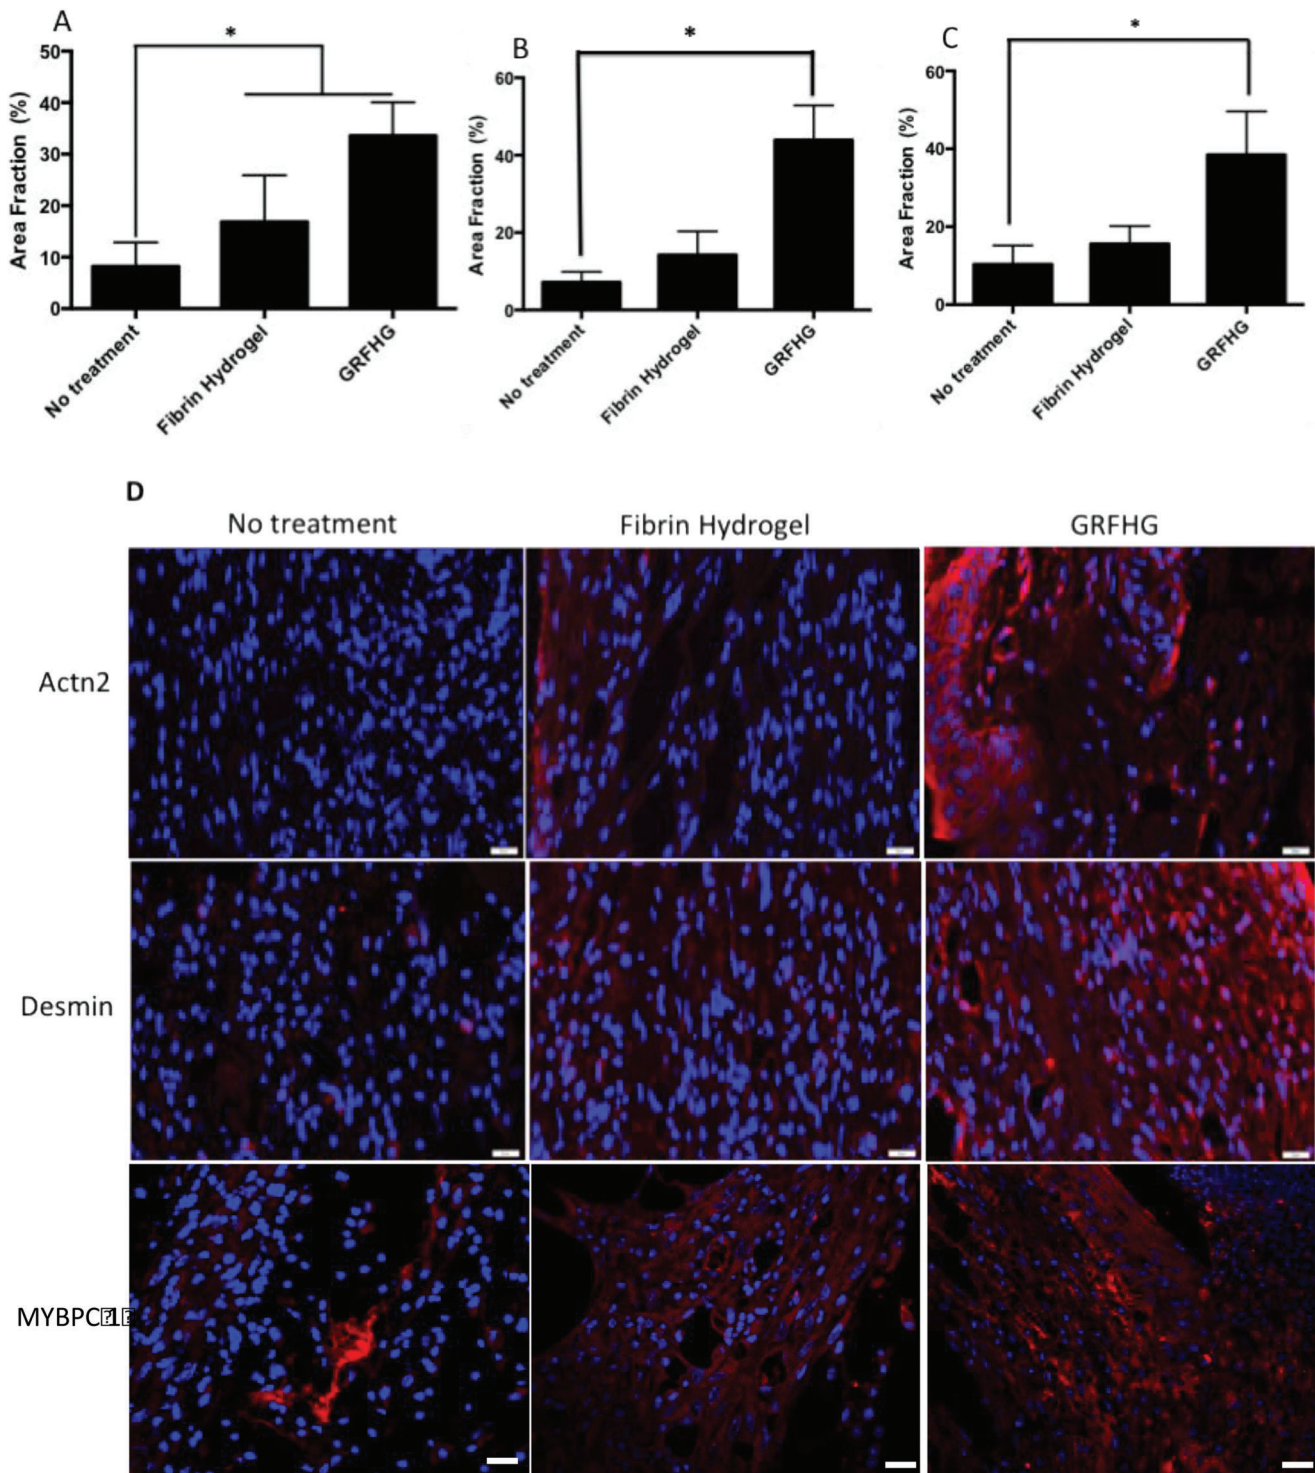 A
*
50
40
30
20
10
0
Area Fraction (%)
No treatment
Fibrin Hydrogel
GRFHG
B
*
60
40
20
0
Area Fraction (%)
No treatment
Fibrin Hydrogel
GRFHG
C
*
60
40
20
0
Area Fraction (%)
No treatment
Fibrin Hydrogel
GRFHG
D
No treatment Fibrin Hydrogel GRFHG
Actn2
Desmin
MYBPC1